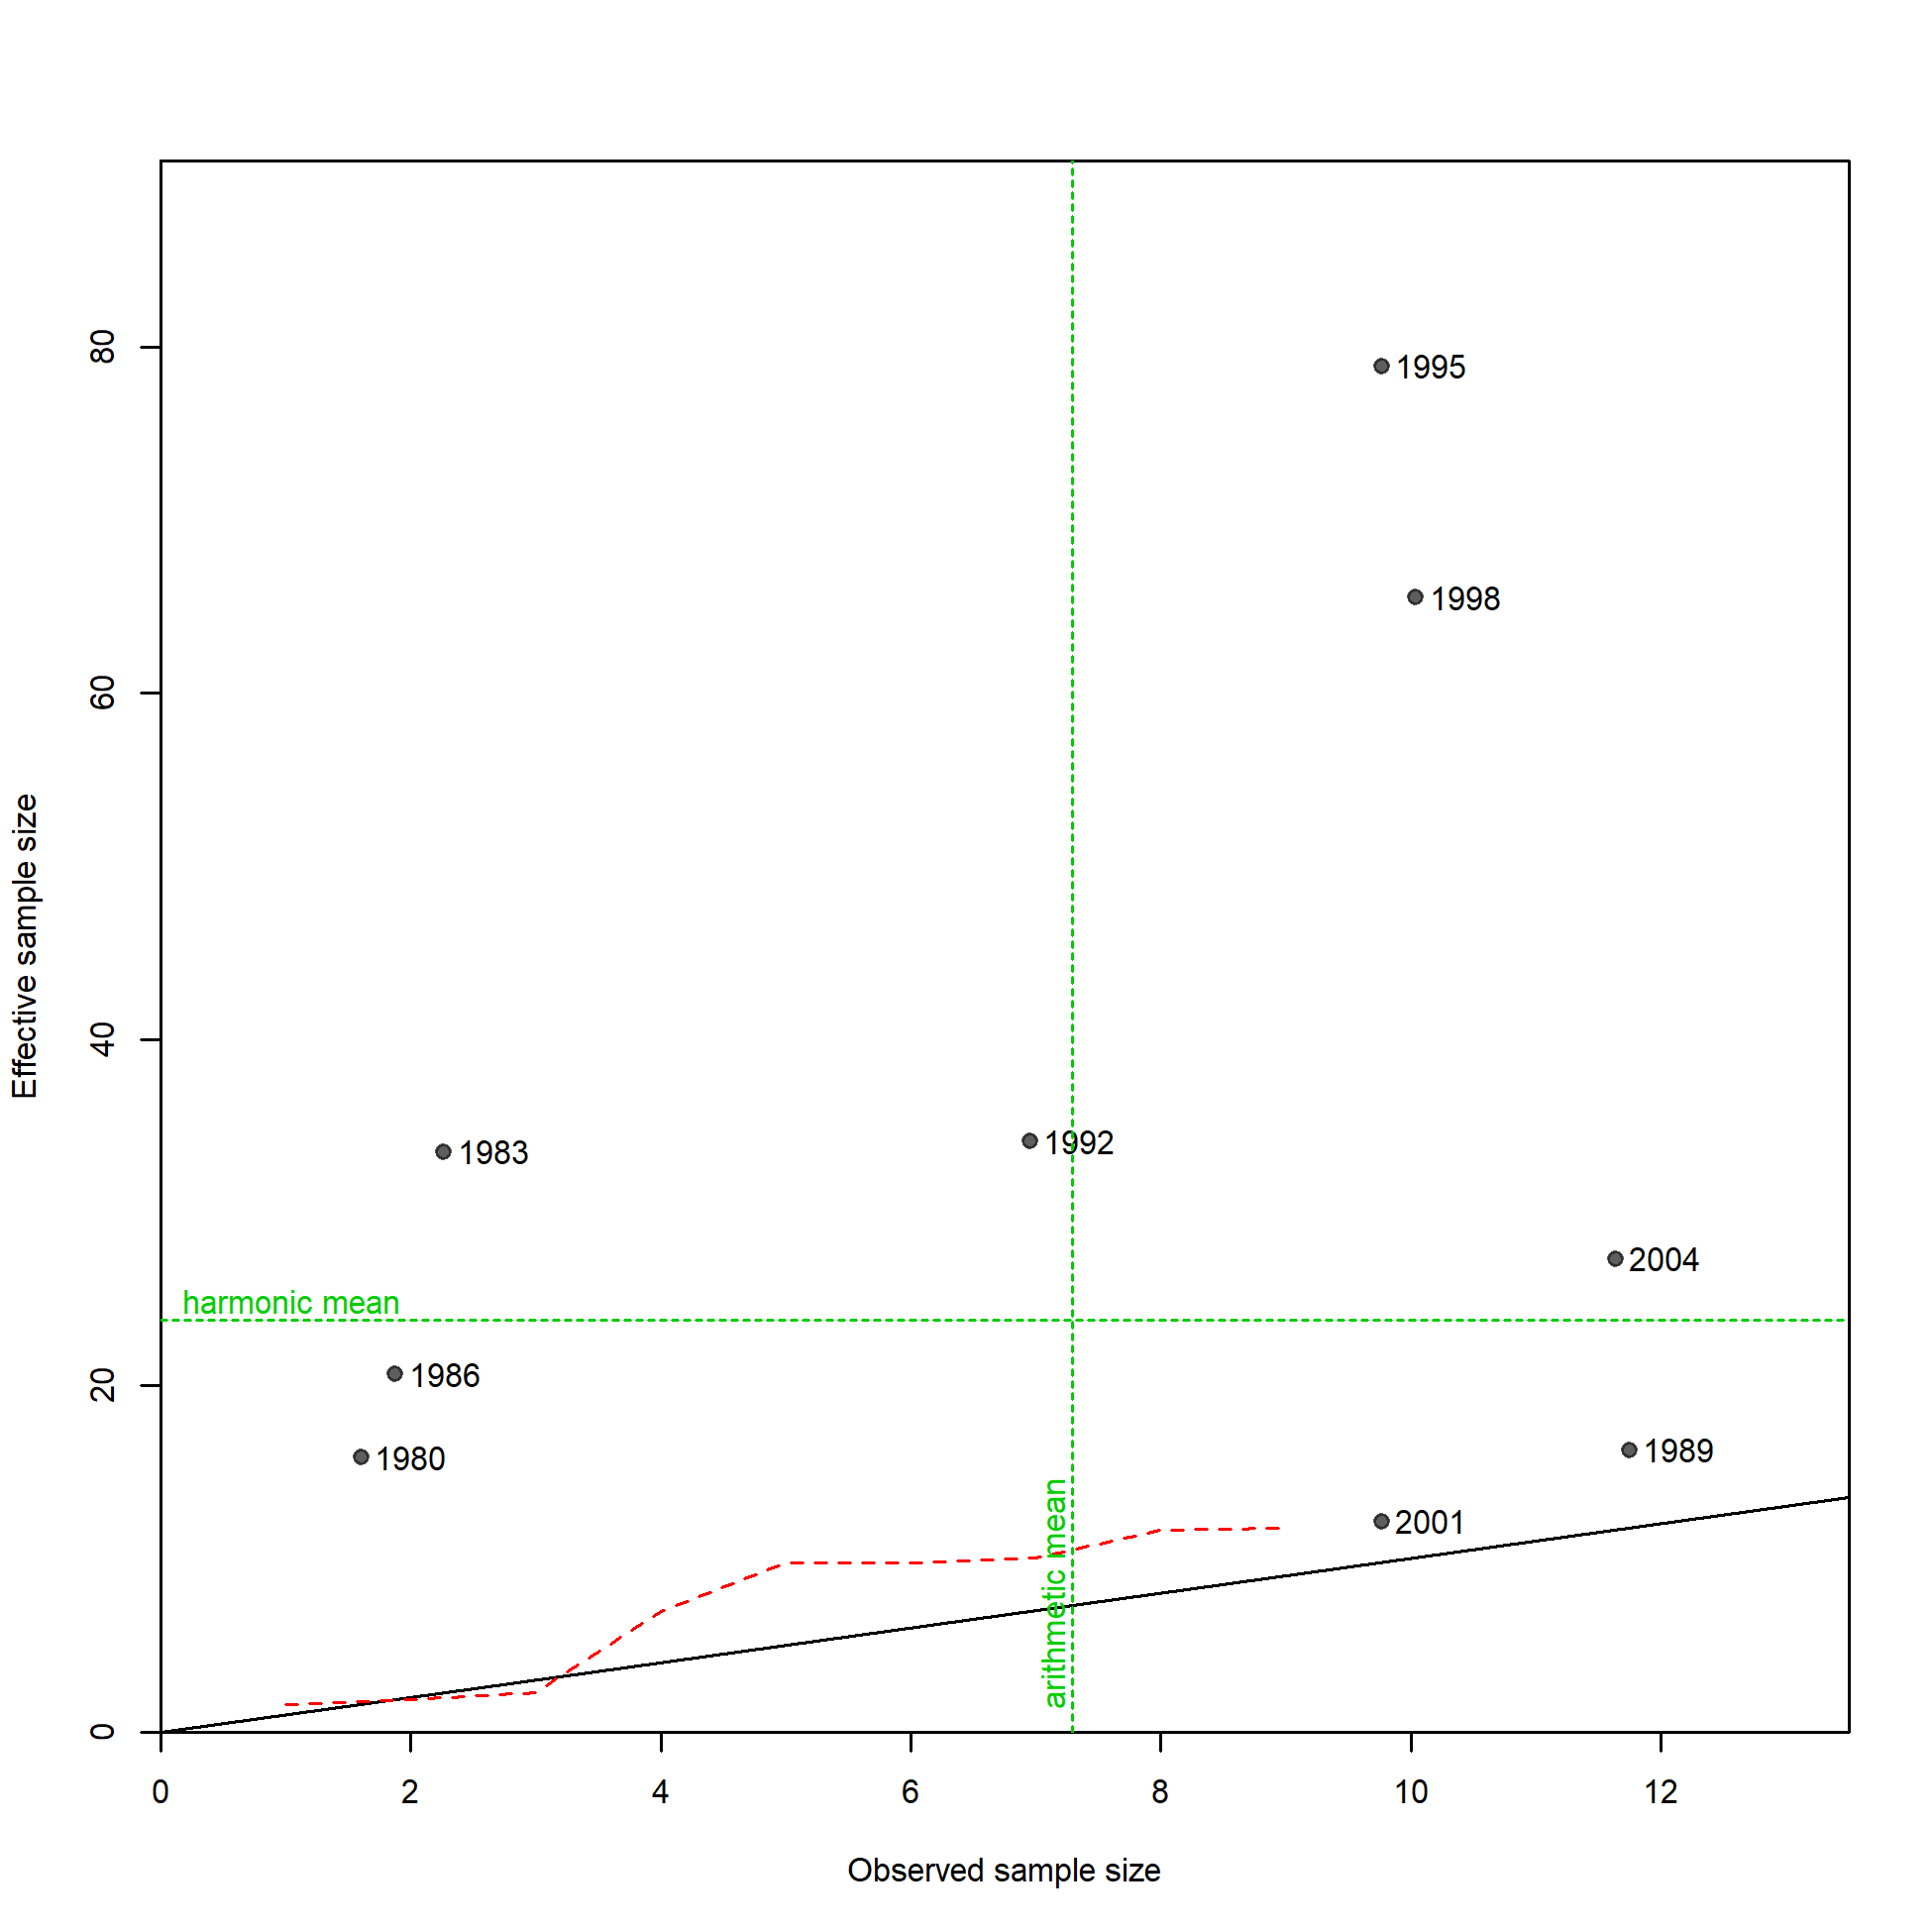 80
60
40
20
0
Effective sample size
1995
1998
1983
1992
2004
harmonic mean
1986
1980
1989
2001
arithmetic mean
0 2 4 6 8 10 12
Observed sample size